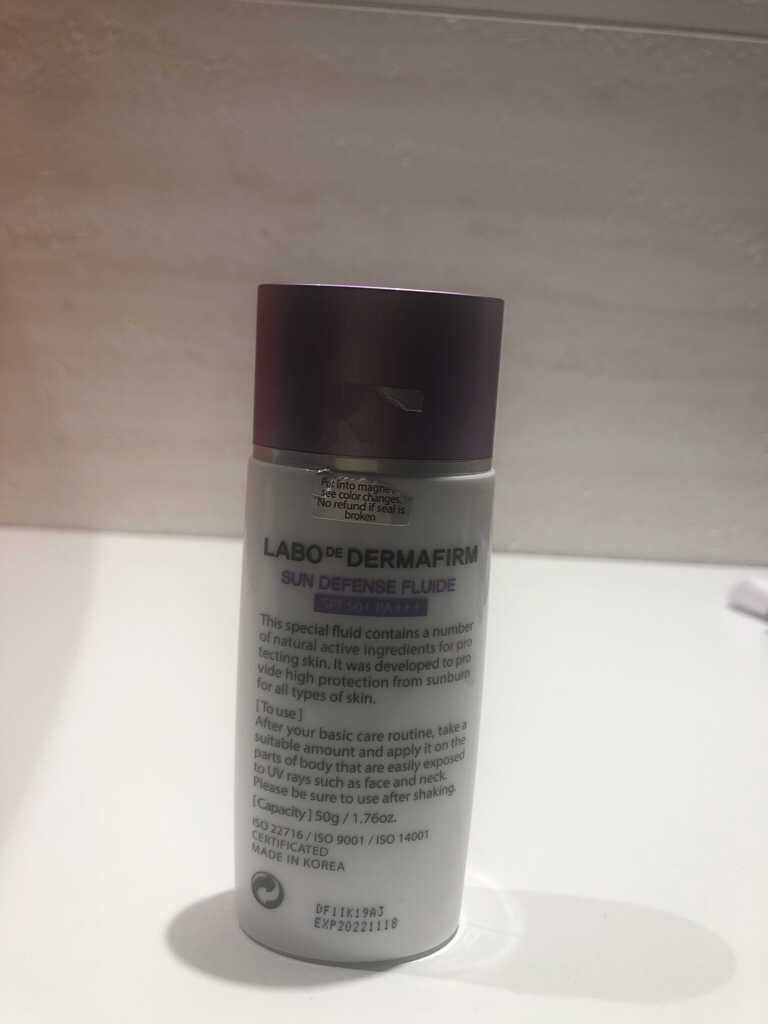 Put into magne
see color changes.
No refund if seal is
broken
LABO DE DERMAFIRM
SUN DEFENSE FLUIDE
SPF 50+ PA+++
This special fluid contains a number
of natural active ingredients for pro
tecting skin. It was developed to pro
vide high protection from sunburn
for all types of skin.
[ To use ]
After your basic care routine, take a
suitable amount and apply it on the
parts of body that are easily exposed
to UV rays such as face and neck.
Please be sure to use after shaking.
[ Capacity ] 50g / 1.76oz.
ISO 22716 / ISO 9001 / ISO 14001
CERTIFICATED
MADE IN KOREA
DF1IK19A3
EXP20221118